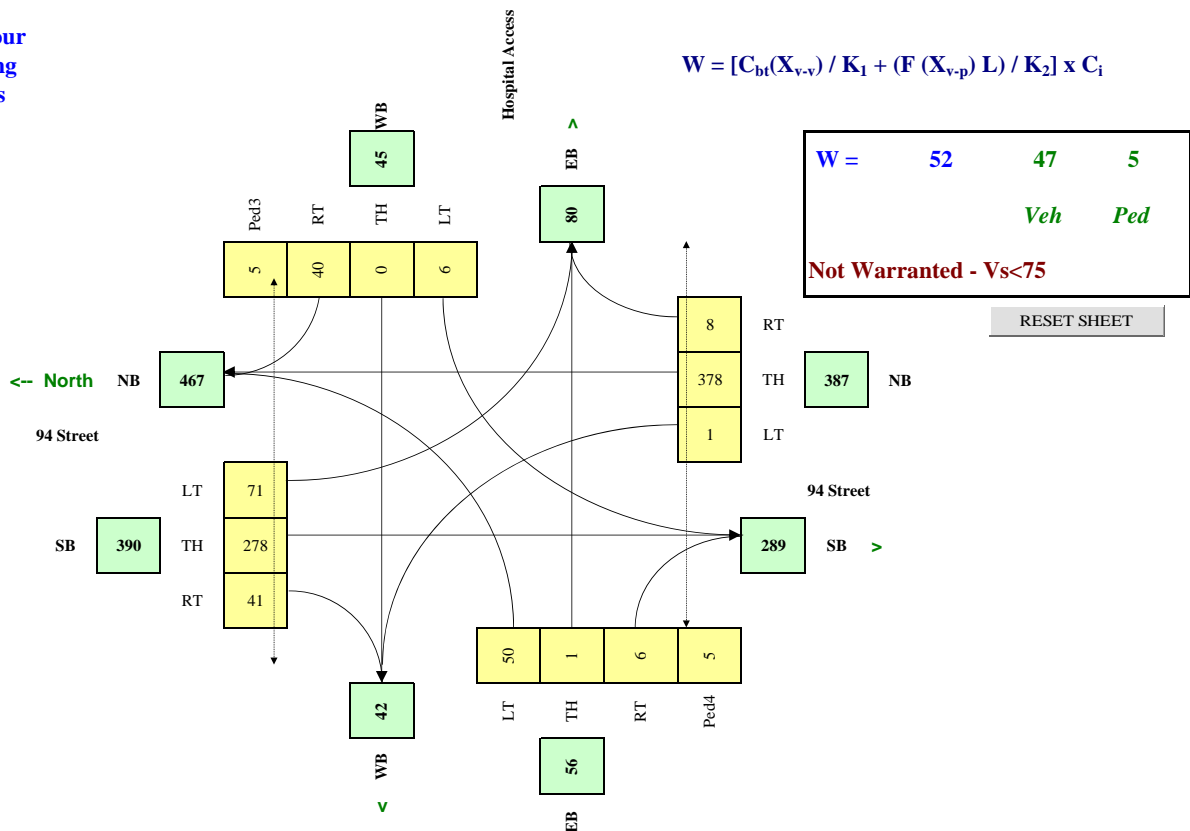 our
ng
s
Hospital Access
W = [Cbt(Xv-v) / K1 + (F (Xv-p) L) / K2] x Ci
WB
45
^
EB
80
W = 52 47 5
Veh Ped
Not Warranted - Vs<75
RESET SHEET
Ped3 RT TH LT
5 40 0 6
8 RT
<-- North NB 467
378 TH 387 NB
94 Street
1 LT
LT 71
94 Street
SB 390 TH 278
289 SB >
RT 41
50 1 6 5
LT TH RT Ped4
42
WB
v
56
EB